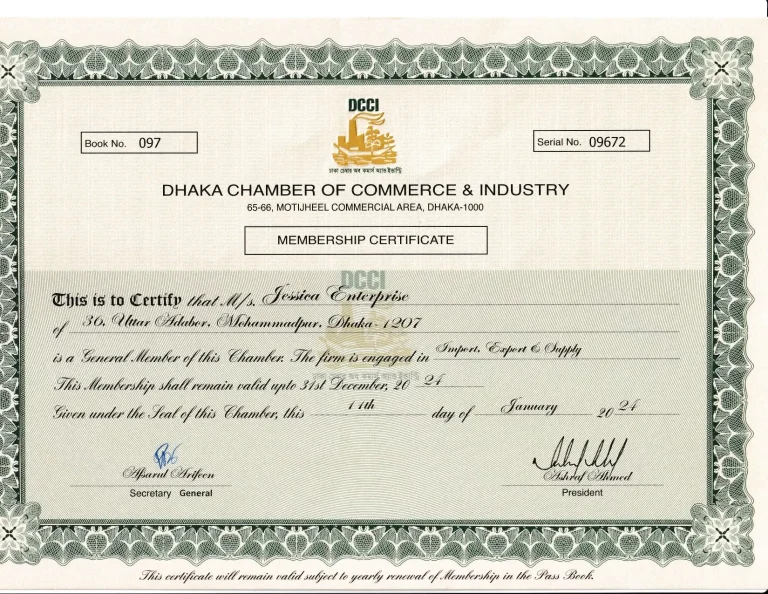 DCCI
Book No. 097
Serial No. 09672
ঢাকা চেম্বার অব কমার্স অ্যান্ড ইন্ডাস্ট্রি
DHAKA CHAMBER OF COMMERCE & INDUSTRY
65-66, MOTIJHEEL COMMERCIAL AREA, DHAKA-1000
MEMBERSHIP CERTIFICATE
DCCI
This is to Certify that M/s. Jessica Enterprise
of 36, Uttar Adabor, Mohammadpur, Dhaka-1207
is a General Member of this Chamber. The firm is engaged in Import, Export & Supply
This Membership shall remain valid upto 31st December, 20 24
Given under the Seal of this Chamber, this 11th day of January 20 24
Afsarul Arifeen
Ashraf Ahmed
Secretary General
President
This certificate will remain valid subject to yearly renewal of Membership in the Pass Book.